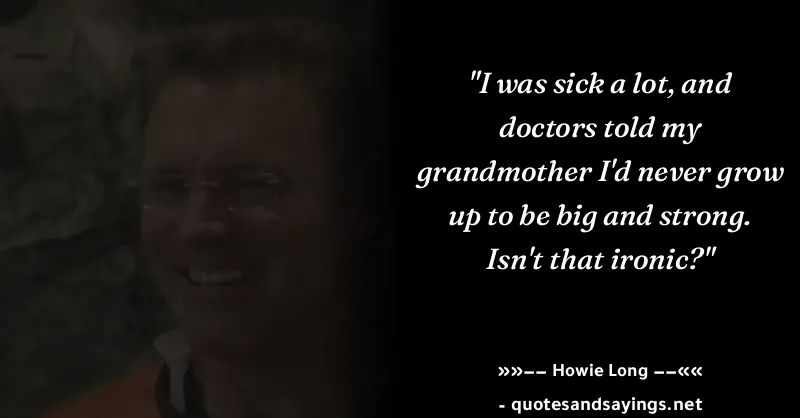 "I was sick a lot, and
doctors told my
grandmother I'd never grow
up to be big and strong.
Isn't that ironic?"
»»–– Howie Long ––««
- quotesandsayings.net